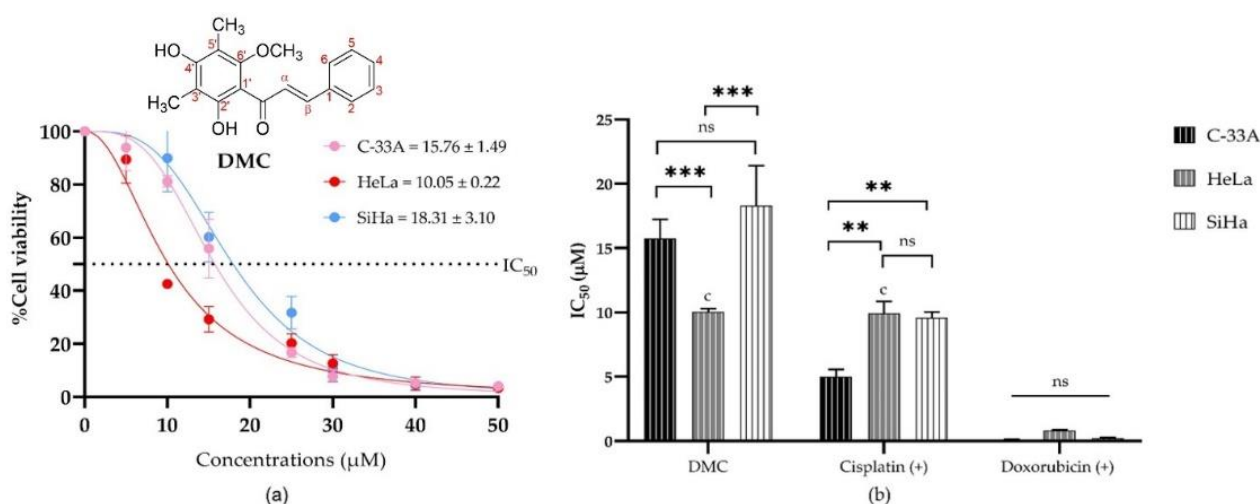 CH₃
5'
HO
4'
6'
OCH₃
CH₃
3'
2'
1'
OH
O
α
β
1
2
3
4
5
6
DMC
%Cell viability
100
80
60
40
20
0
0
10
20
30
40
50
Concentrations (μM)
C-33A = 15.76 ± 1.49
HeLa = 10.05 ± 0.22
SiHa = 18.31 ± 3.10
IC₅₀
(a)
IC₅₀ (μM)
25
20
15
10
5
0
***
ns
***
c
**
**
ns
c
ns
DMC
Cisplatin (+)
Doxorubicin (+)
C-33A
HeLa
SiHa
(b)